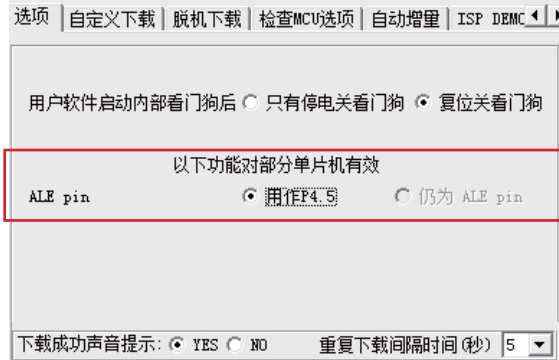 选项 自定义下载 脱机下载 检查MCU选项 自动增量 ISP DEMO
用户软件启动内部看门狗后 只有停电关看门狗 复位关看门狗
以下功能对部分单片机有效
ALE pin 用作P4.5 仍为 ALE pin
下载成功声音提示: YES NO 重复下载间隔时间(秒) 5